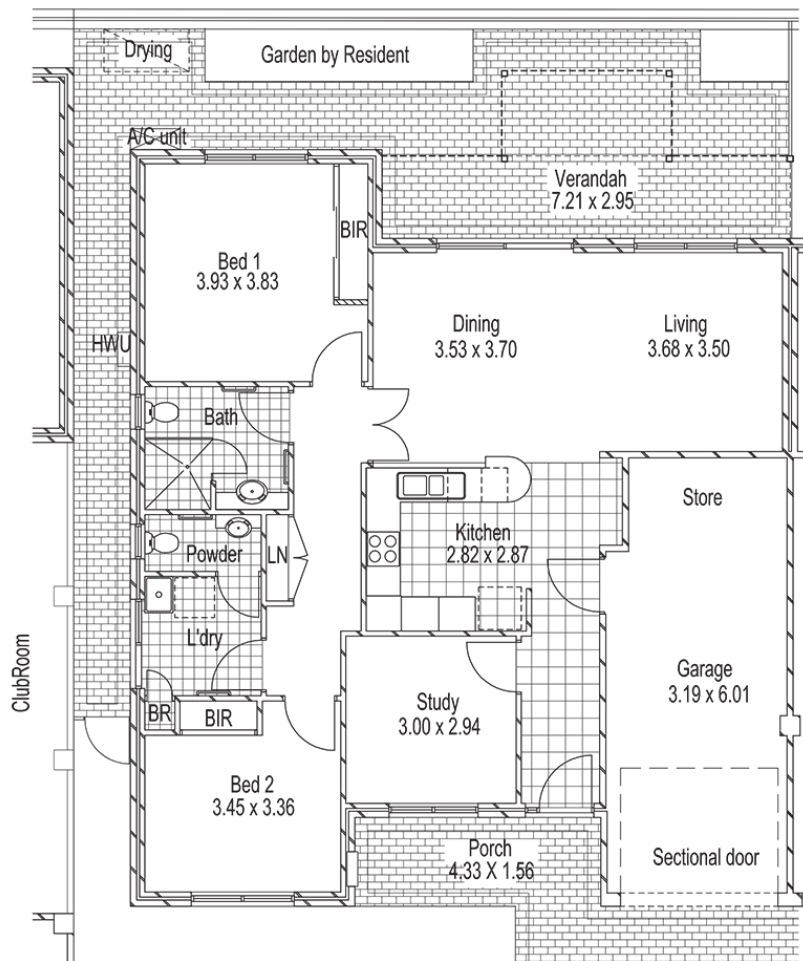 Drying
Garden by Resident
A/C unit
Verandah
7.21 x 2.95
BIR
Bed 1
3.93 x 3.83
Dining
3.53 x 3.70
Living
3.68 x 3.50
HWU
Bath
Store
Kitchen
2.82 x 2.87
Powder
LN
L'dry
ClubRoom
Garage
3.19 x 6.01
Study
3.00 x 2.94
BR
BIR
Bed 2
3.45 x 3.36
Porch
4.33 X 1.56
Sectional door